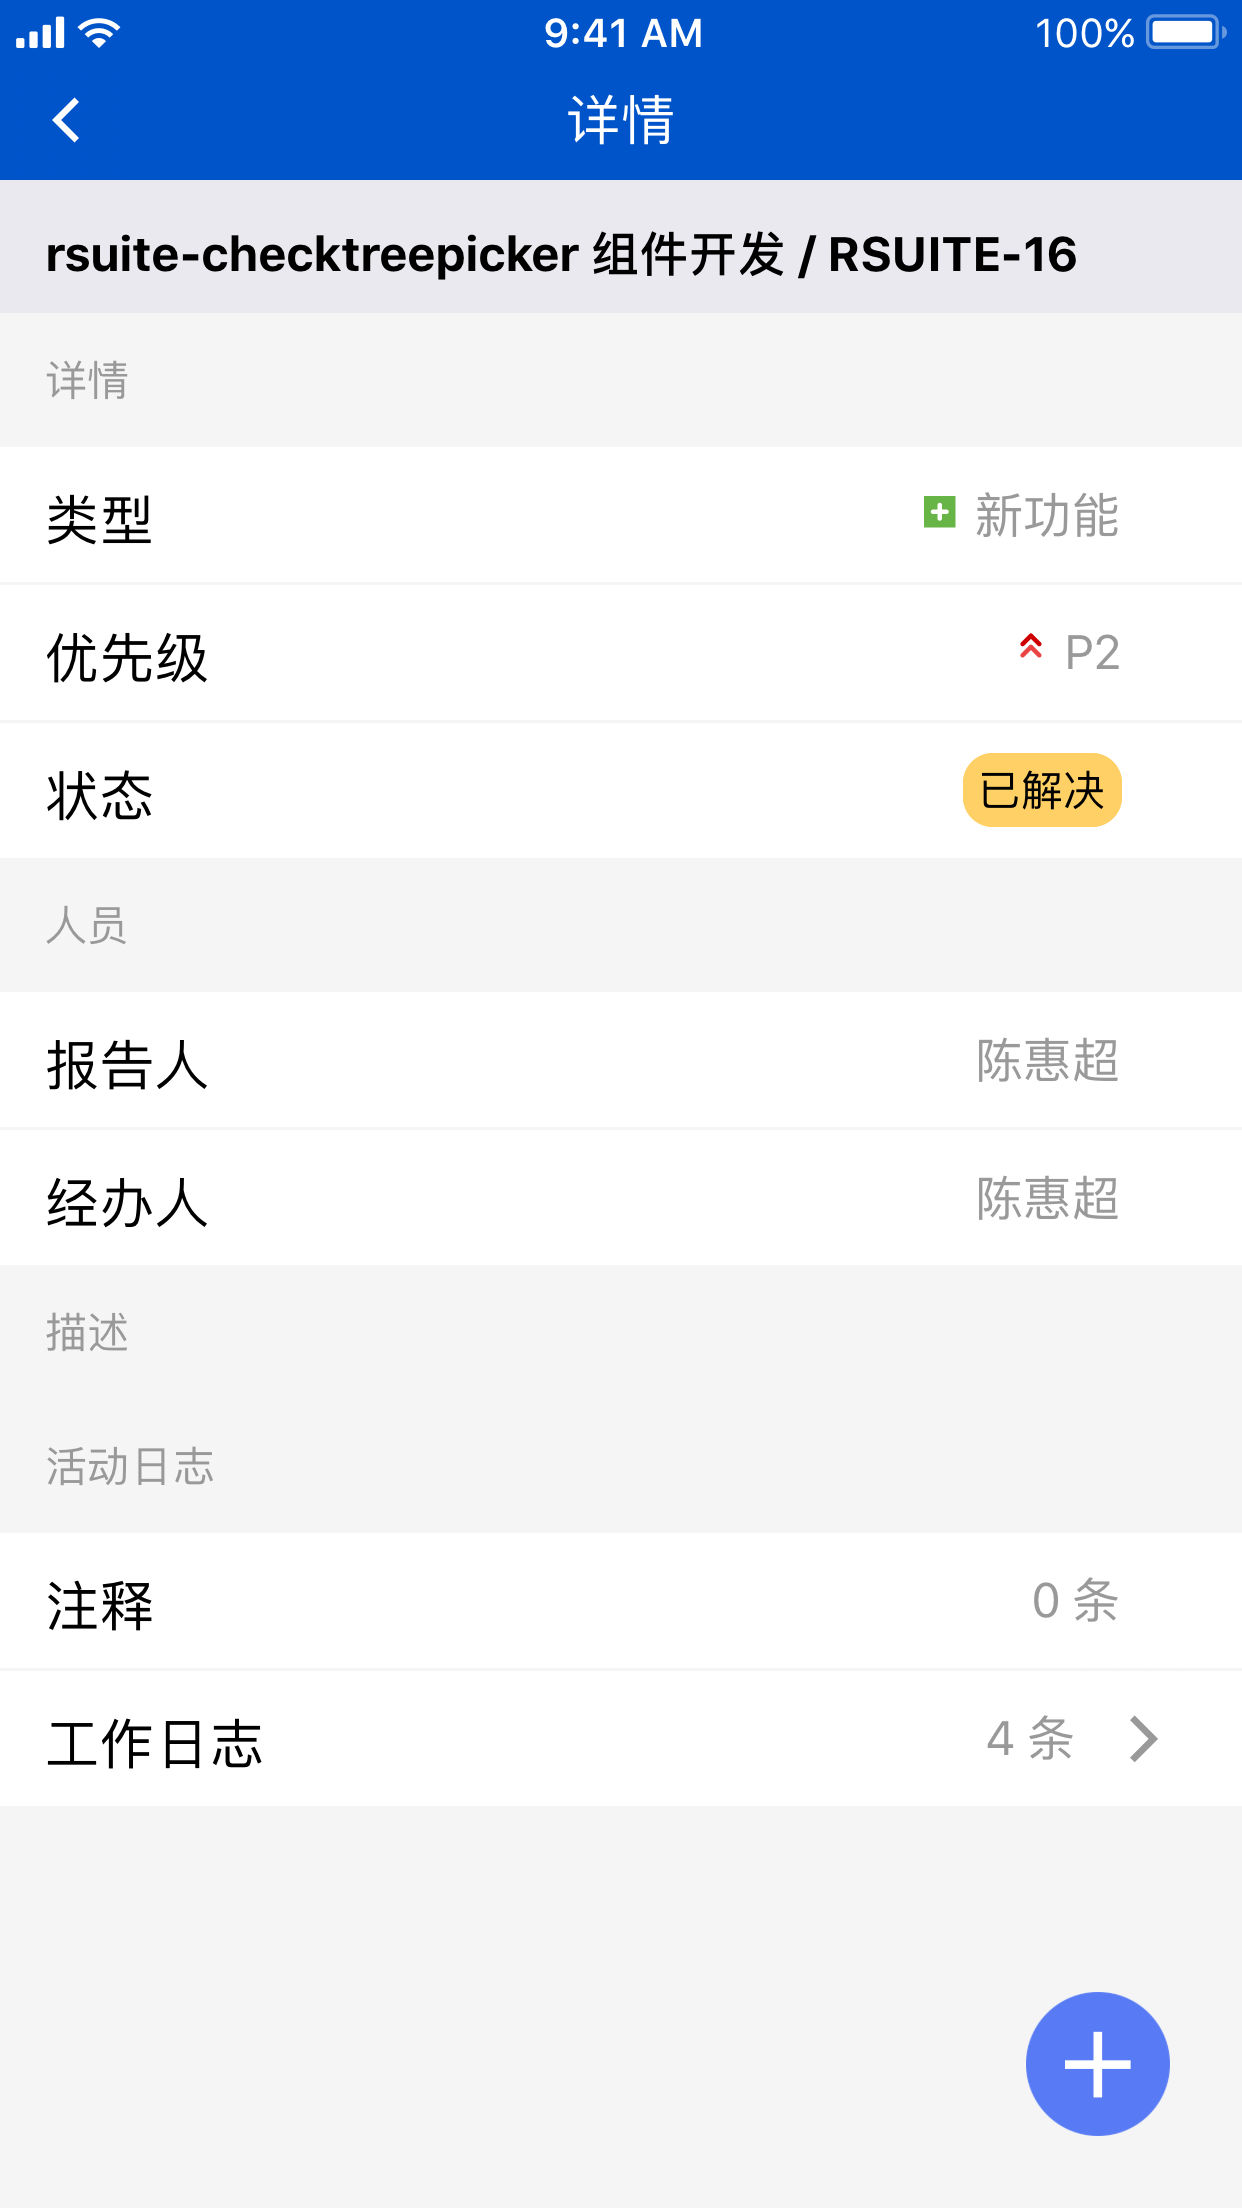 9:41 AM 100%
详情
rsuite-checktreepicker 组件开发 / RSUITE-16
详情
类型 新功能
优先级 P2
状态 已解决
人员
报告人 陈惠超
经办人 陈惠超
描述
活动日志
注释 0 条
工作日志 4 条